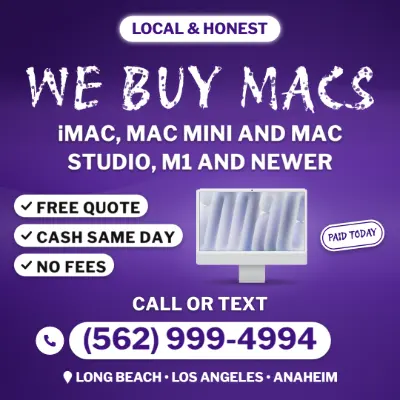 LOCAL & HONEST
WE BUY MACS
iMAC, MAC MINI AND MAC
STUDIO, M1 AND NEWER
FREE QUOTE
CASH SAME DAY
NO FEES
PAID TODAY
CALL OR TEXT
(562) 999-4994
LONG BEACH • LOS ANGELES • ANAHEIM